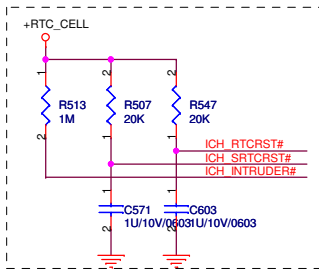 +RTC_CELL
1
1
1
R513
1M
R507
20K
R547
20K
2
2
2
ICH_RTCRST#
ICH_SRTCRST#
ICH_INTRUDER#
1
1
C571
1U/10V/0603
C603
1U/10V/0603
2
2